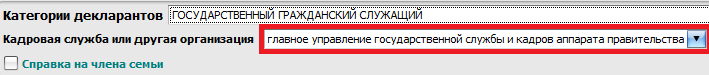 Категории декларантов ГОСУДАРСТВЕННЫЙ ГРАЖДАНСКИЙ СЛУЖАЩИЙ
Кадровая служба или другая организация главное управление государственной службы и кадров аппарата правительства
Справка на члена семьи